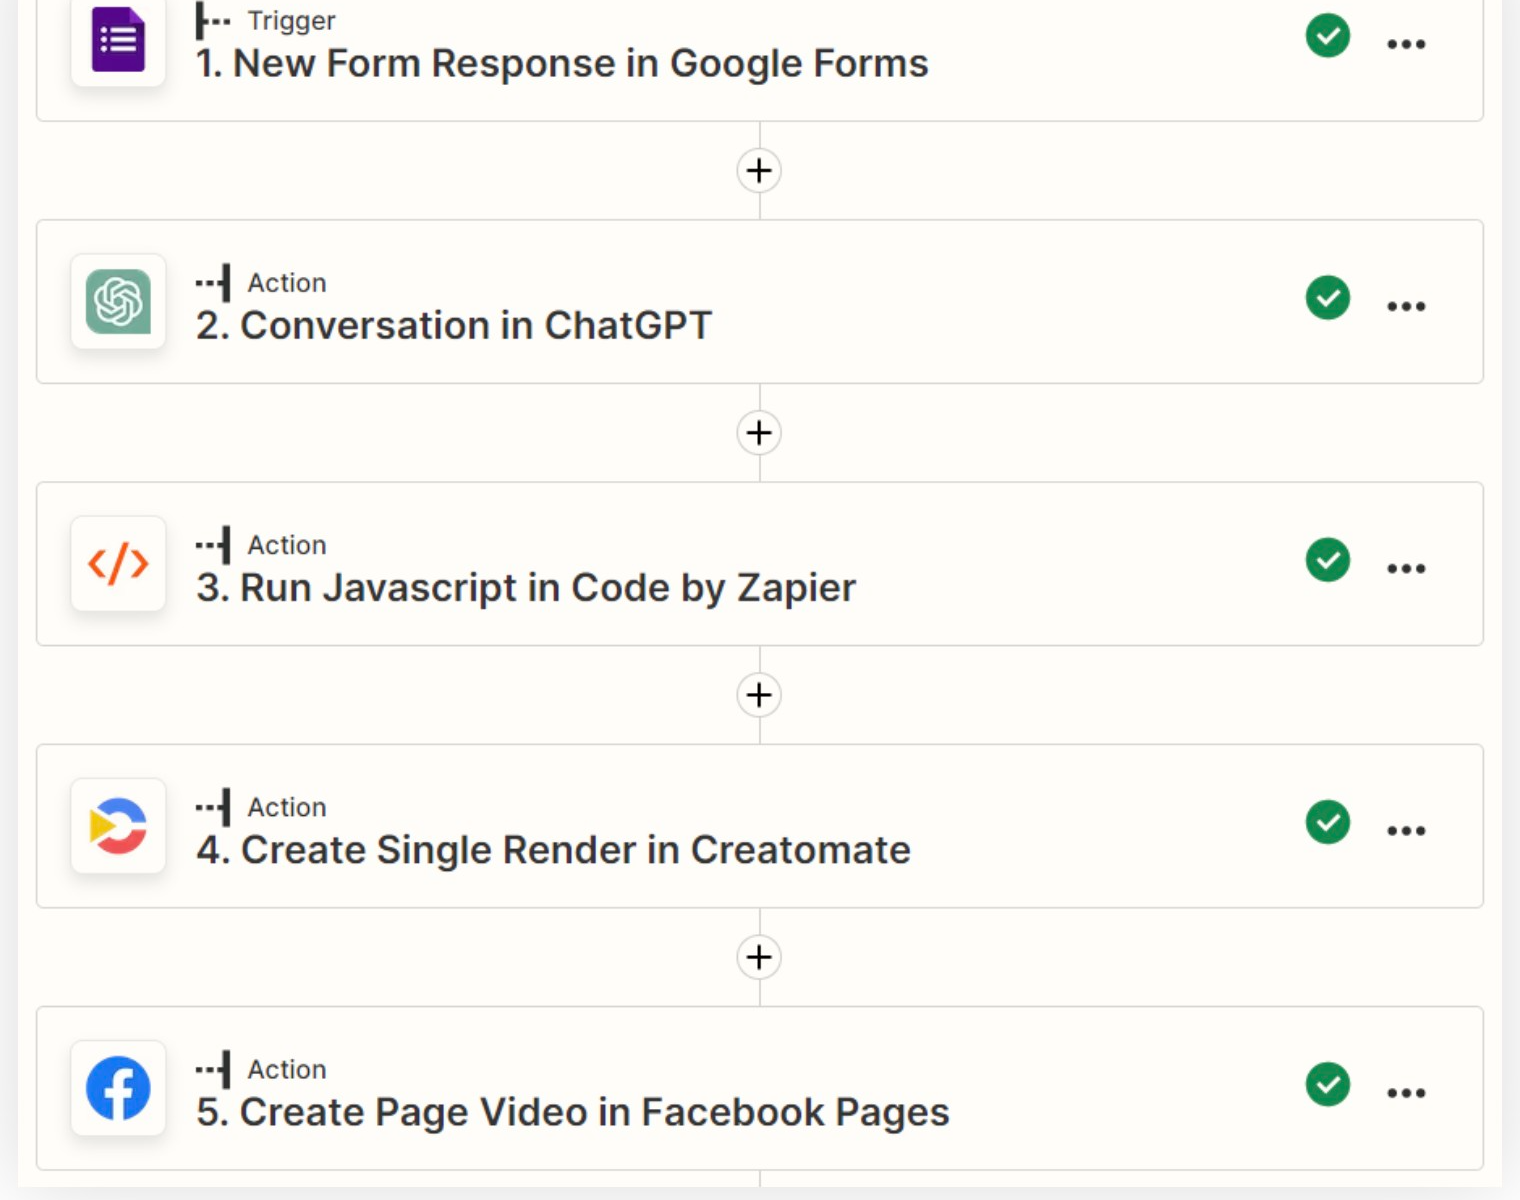 Trigger
1. New Form Response in Google Forms
Action
2. Conversation in ChatGPT
Action
3. Run Javascript in Code by Zapier
Action
4. Create Single Render in Creatomate
Action
5. Create Page Video in Facebook Pages